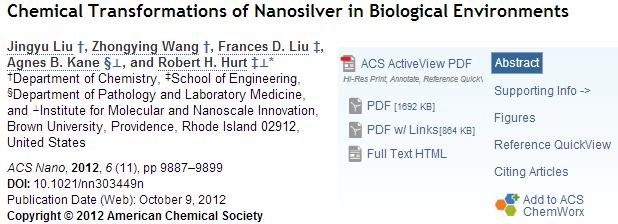 Chemical Transformations of Nanosilver in Biological Environments
Jingyu Liu †, Zhongying Wang †, Frances D. Liu ‡,
Agnes B. Kane §⊥, and Robert H. Hurt ‡⊥*
†Department of Chemistry, ‡School of Engineering,
§Department of Pathology and Laboratory Medicine,
and ⊥Institute for Molecular and Nanoscale Innovation,
Brown University, Providence, Rhode Island 02912,
United States
ACS Nano, 2012, 6 (11), pp 9887–9899
DOI: 10.1021/nn303449n
Publication Date (Web): October 9, 2012
Copyright © 2012 American Chemical Society
ACS ActiveView PDF
Hi-Res Print, Annotate, Reference QuickV
PDF [1692 KB]
PDF w/ Links[864 KB]
Full Text HTML
Abstract
Supporting Info ->
Figures
Reference QuickView
Citing Articles
Add to ACS
ChemWorx